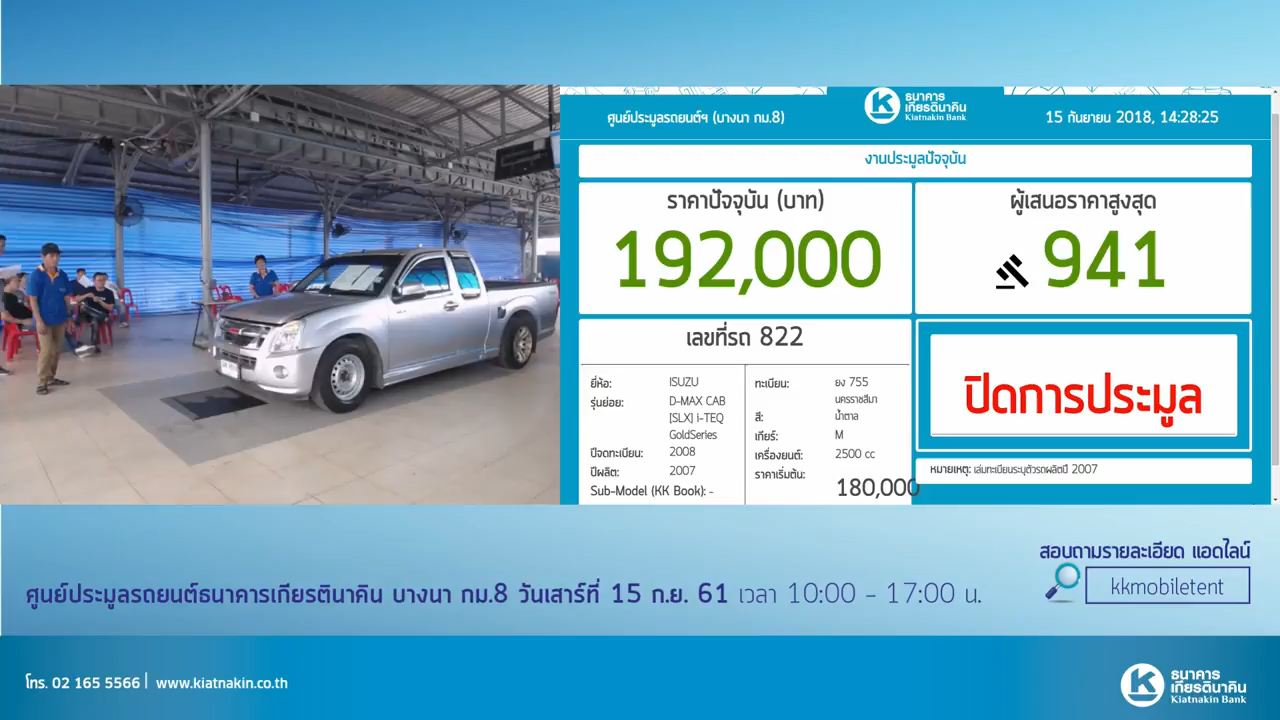 ศูนย์ประมูลรถยนต์ฯ (บางนา กม.8)
ธนาคาร
เกียรตินาคิน
Kiatnakin Bank
15 กันยายน 2018, 14:28:25
งานประมูลปัจจุบัน
ราคาปัจจุบัน (บาท)
192,000
ผู้เสนอราคาสูงสุด
941
เลขที่รถ 822
ยี่ห้อ: ISUZU
รุ่นย่อย: D-MAX CAB
[SLX] i-TEQ
GoldSeries
ปีจดทะเบียน: 2008
ปีผลิต: 2007
Sub-Model (KK Book): -
ทะเบียน: ยง 755
นครราชสีมา
สี: น้ำตาล
เกียร์: M
เครื่องยนต์: 2500 cc
ราคาเริ่มต้น:
180,000
ปิดการประมูล
หมายเหตุ: เล่มทะเบียนระบุตัวรถผลิตปี 2007
สอบถามรายละเอียด แอดไลน์
kkmobiletent
ศูนย์ประมูลรถยนต์ธนาคารเกียรตินาคิน บางนา กม.8 วันเสาร์ที่ 15 ก.ย. 61 เวลา 10:00 - 17:00 น.
โทร. 02 165 5566 | www.kiatnakin.co.th
ธนาคาร
เกียรตินาคิน
Kiatnakin Bank